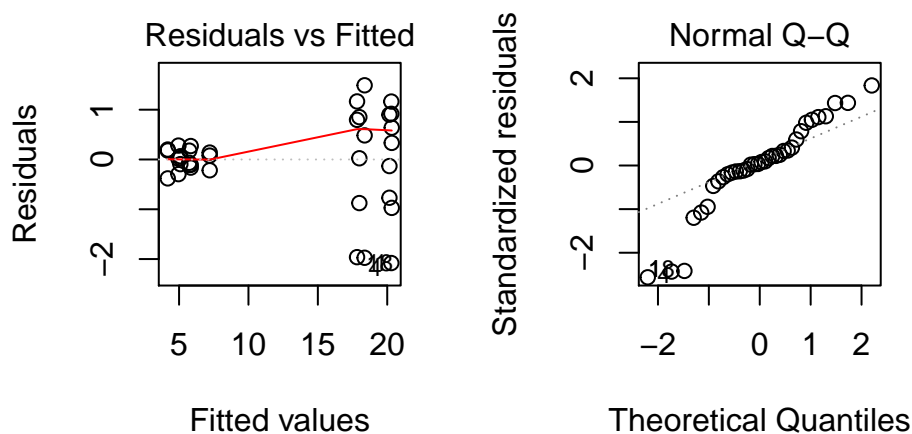 Residuals vs Fitted
Residuals
1
0
−2
5
10
15
20
Fitted values
Normal Q−Q
Standardized residuals
2
0
−2
−2
0
1
2
Theoretical Quantiles